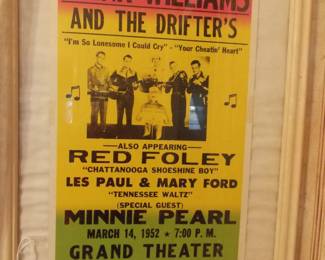 WILLIAMS
AND THE DRIFTER'S
"I'm So Lonesome I Could Cry" - "Your Cheatin' Heart"
ALSO APPEARING
RED FOLEY
"CHATTANOOGA SHOESHINE BOY"
LES PAUL & MARY FORD
"TENNESSEE WALTZ"
(SPECIAL GUEST)
MINNIE PEARL
MARCH 14, 1952 ★ 7:00 P. M.
GRAND THEATER